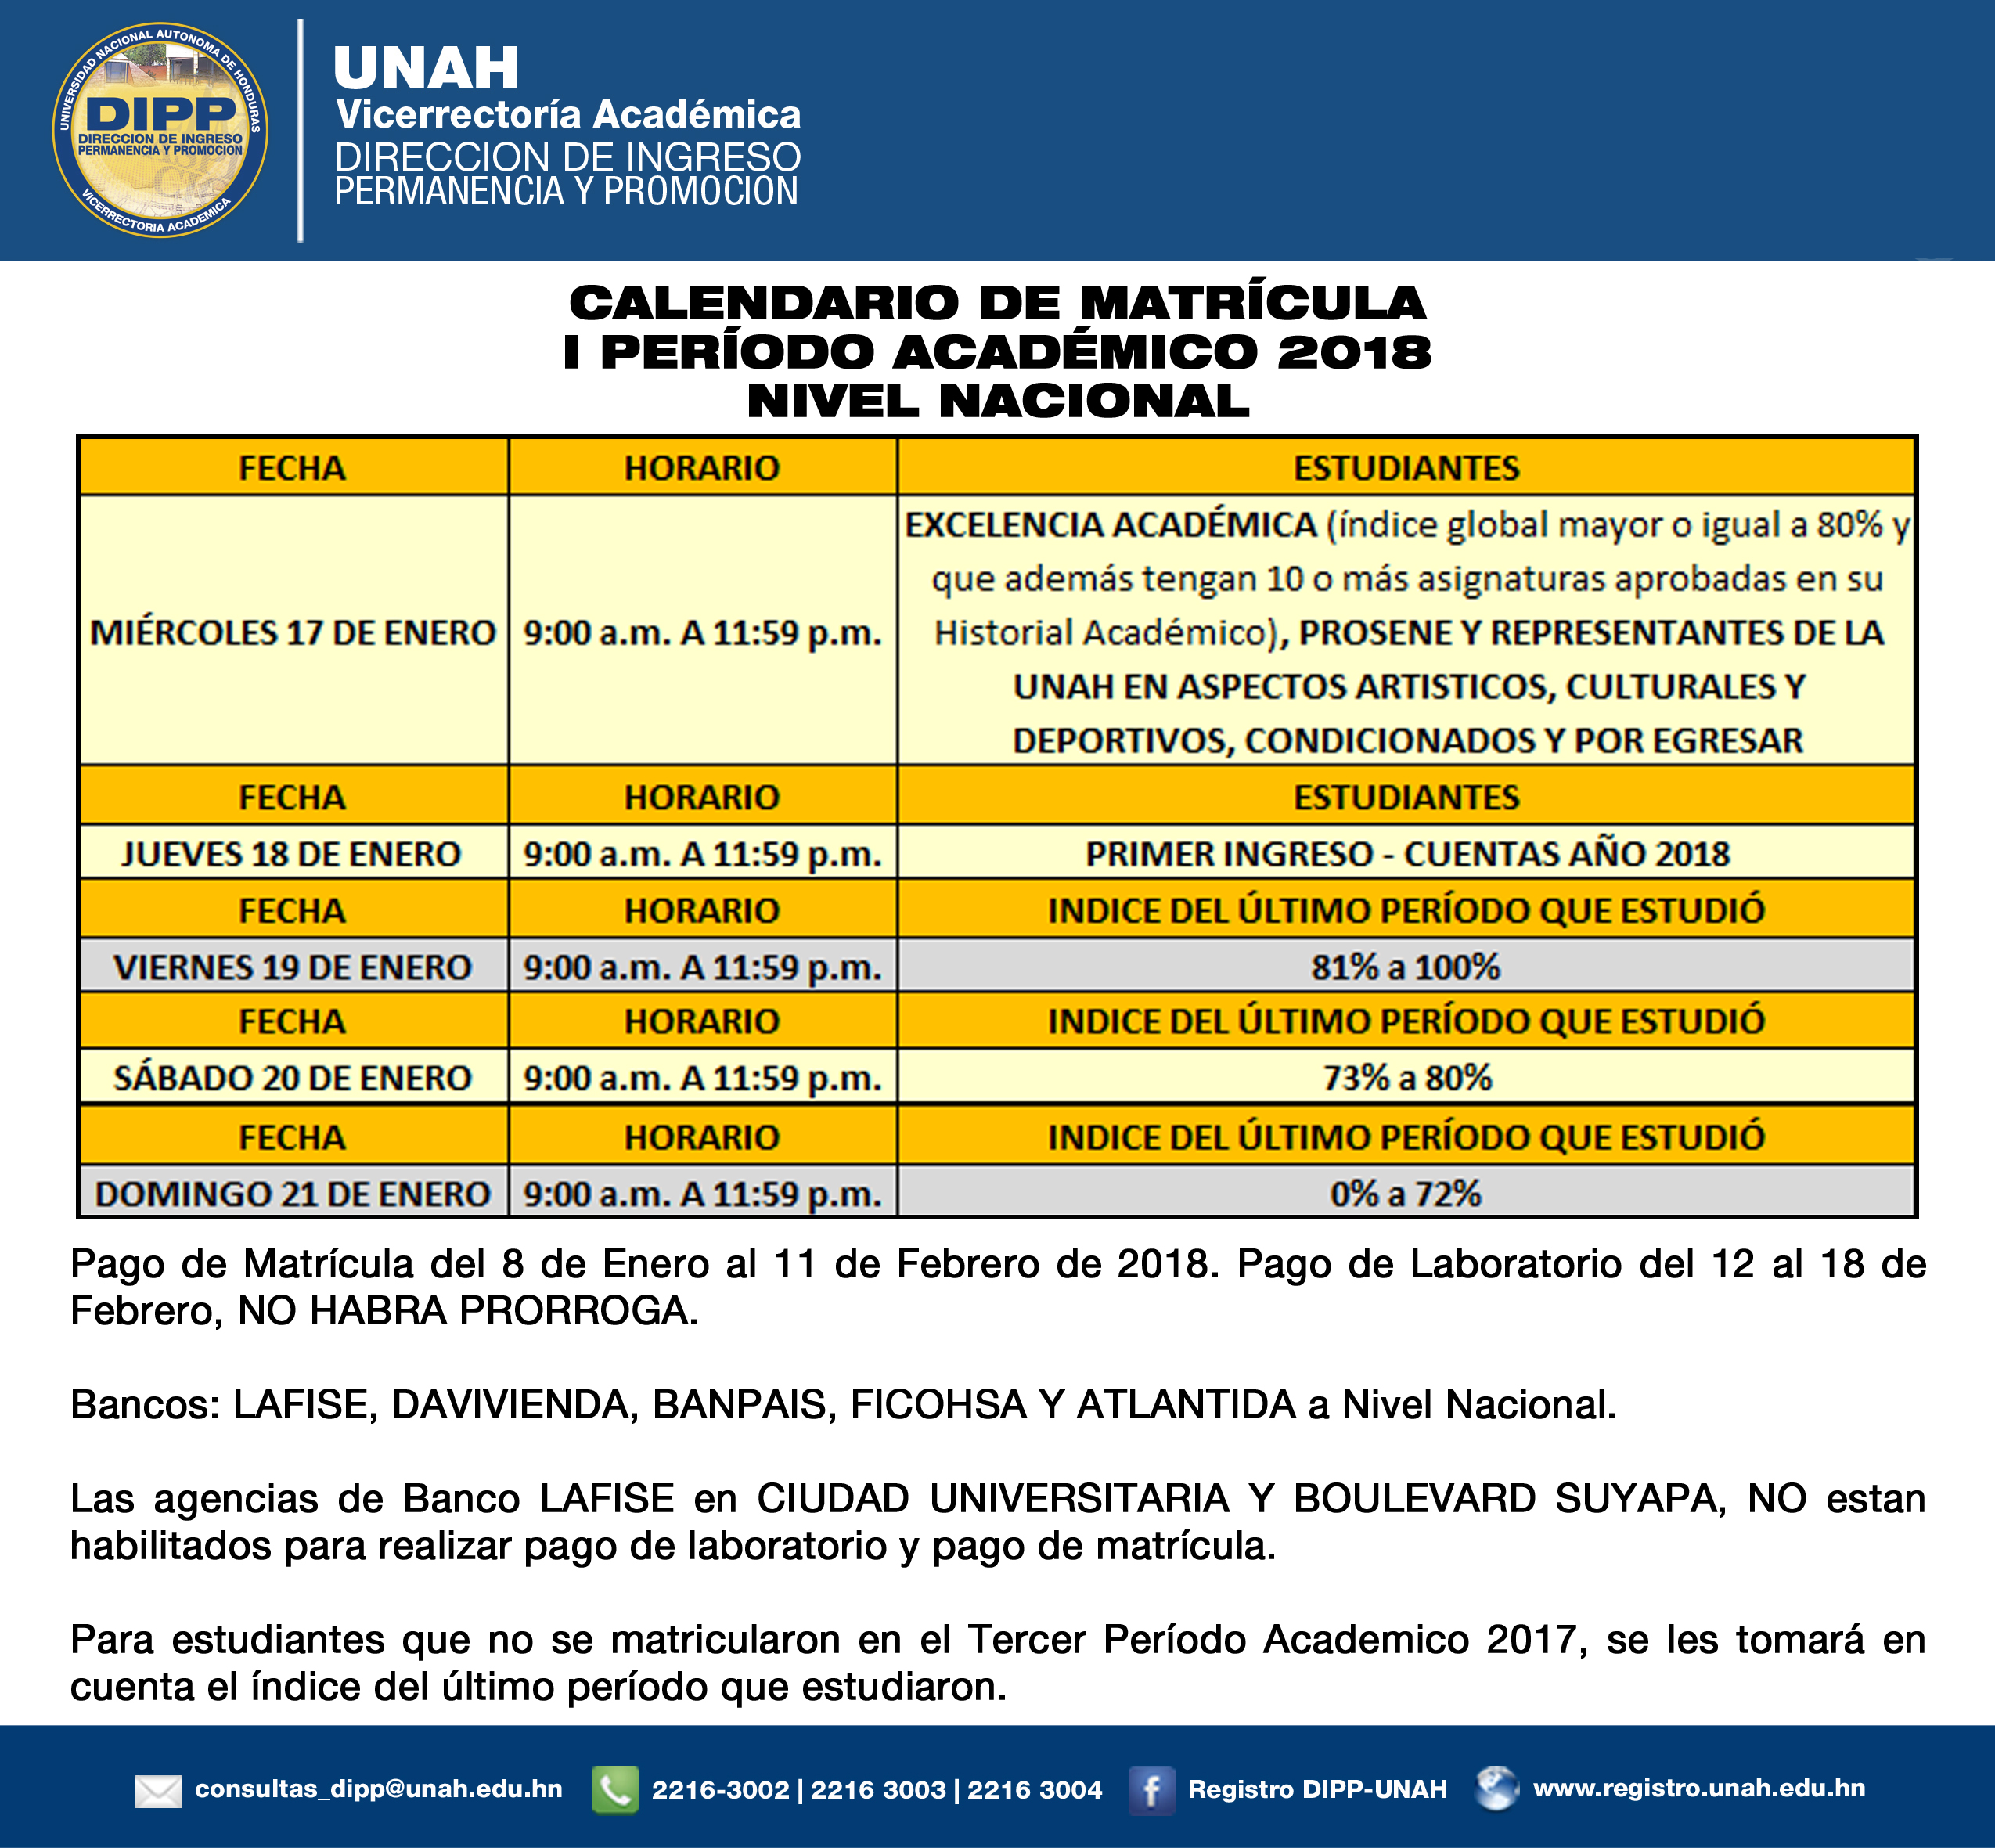 UNIVERSIDAD NACIONAL AUTONOMA DE HONDURAS
DIPP
DIRECCION DE INGRESO
PERMANENCIA Y PROMOCION
VICERRECTORIA ACADEMICA
UNAH
Vicerrectoría Académica
DIRECCION DE INGRESO
PERMANENCIA Y PROMOCION
CALENDARIO DE MATRÍCULA
I PERÍODO ACADÉMICO 2018
NIVEL NACIONAL
FECHA HORARIO ESTUDIANTES
MIÉRCOLES 17 DE ENERO 9:00 a.m. A 11:59 p.m. EXCELENCIA ACADÉMICA (índice global mayor o igual a 80% y
que además tengan 10 o más asignaturas aprobadas en su
Historial Académico), PROSENE Y REPRESENTANTES DE LA
UNAH EN ASPECTOS ARTISTICOS, CULTURALES Y
DEPORTIVOS, CONDICIONADOS Y POR EGRESAR
FECHA HORARIO ESTUDIANTES
JUEVES 18 DE ENERO 9:00 a.m. A 11:59 p.m. PRIMER INGRESO - CUENTAS AÑO 2018
FECHA HORARIO INDICE DEL ÚLTIMO PERÍODO QUE ESTUDIÓ
VIERNES 19 DE ENERO 9:00 a.m. A 11:59 p.m. 81% a 100%
FECHA HORARIO INDICE DEL ÚLTIMO PERÍODO QUE ESTUDIÓ
SÁBADO 20 DE ENERO 9:00 a.m. A 11:59 p.m. 73% a 80%
FECHA HORARIO INDICE DEL ÚLTIMO PERÍODO QUE ESTUDIÓ
DOMINGO 21 DE ENERO 9:00 a.m. A 11:59 p.m. 0% a 72%
Pago de Matrícula del 8 de Enero al 11 de Febrero de 2018. Pago de Laboratorio del 12 al 18 de
Febrero, NO HABRA PRORROGA.
Bancos: LAFISE, DAVIVIENDA, BANPAIS, FICOHSA Y ATLANTIDA a Nivel Nacional.
Las agencias de Banco LAFISE en CIUDAD UNIVERSITARIA Y BOULEVARD SUYAPA, NO estan
habilitados para realizar pago de laboratorio y pago de matrícula.
Para estudiantes que no se matricularon en el Tercer Período Academico 2017, se les tomará en
cuenta el índice del último período que estudiaron.
consultas_dipp@unah.edu.hn 2216-3002 | 2216 3003 | 2216 3004 Registro DIPP-UNAH www.registro.unah.edu.hn